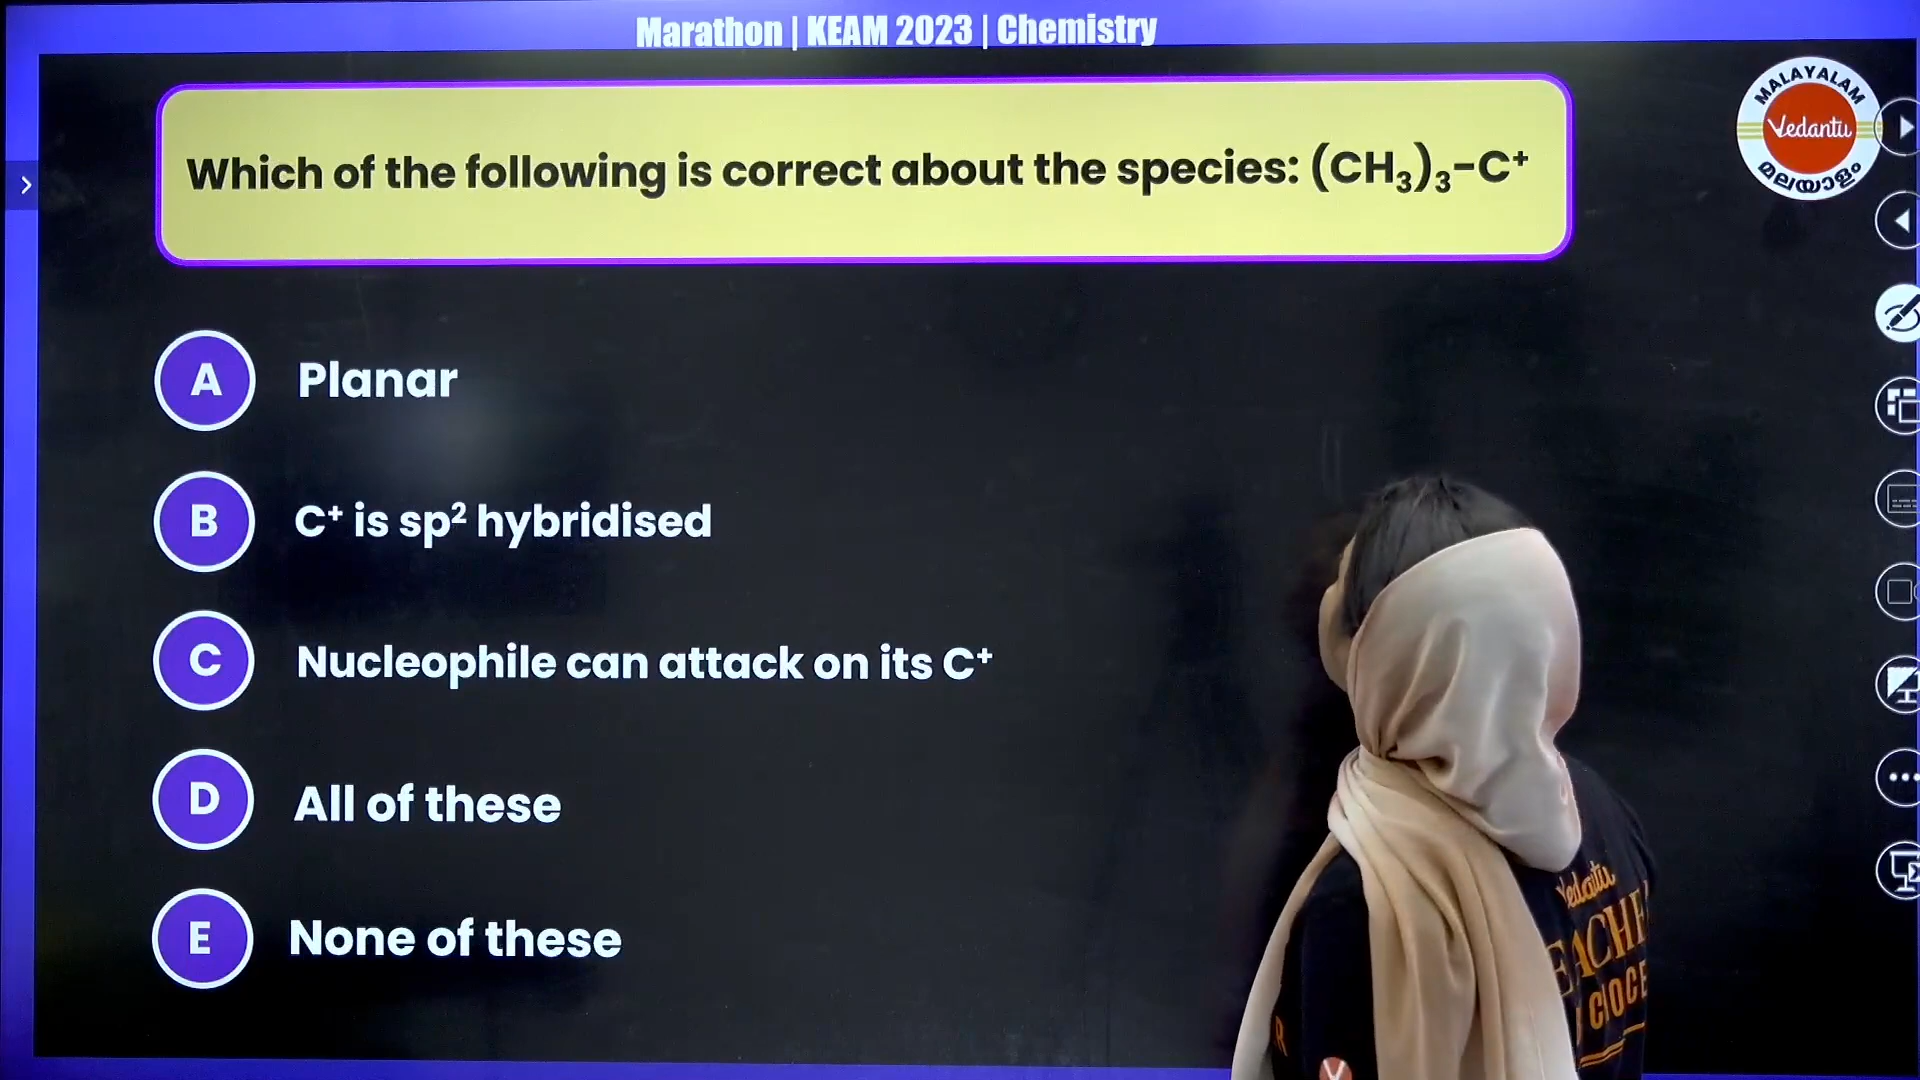 Marathon | KEAM 2023 | Chemistry
MALAYALAM
Vedantu
മലയാളം
Which of the following is correct about the species: (CH₃)₃-C⁺
A Planar
B C⁺ is sp² hybridised
C Nucleophile can attack on its C⁺
D All of these
E None of these
Vedantu